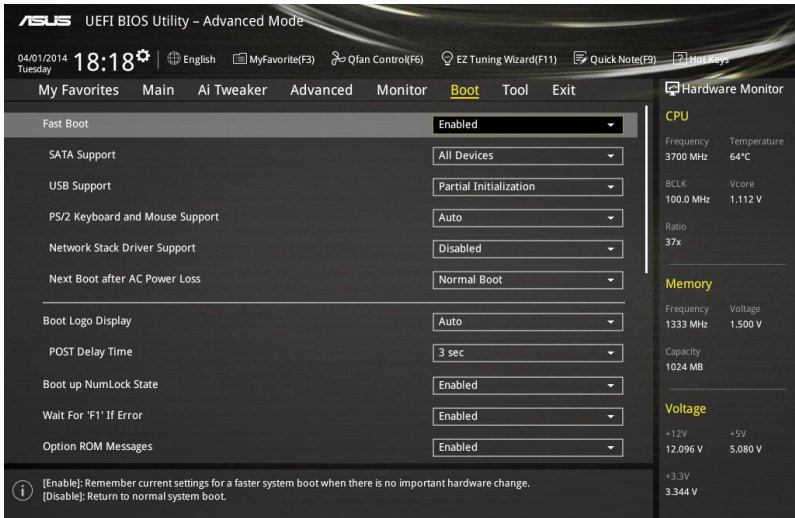 ASUS UEFI BIOS Utility – Advanced Mode
04/01/2014
Tuesday
18:18
English
MyFavorite(F3)
Qfan Control(F6)
EZ Tuning Wizard(F11)
Quick Note(F9)
Hot Keys
My Favorites Main Ai Tweaker Advanced Monitor Boot Tool Exit
Fast Boot Enabled
SATA Support All Devices
USB Support Partial Initialization
PS/2 Keyboard and Mouse Support Auto
Network Stack Driver Support Disabled
Next Boot after AC Power Loss Normal Boot
Boot Logo Display Auto
POST Delay Time 3 sec
Boot up NumLock State Enabled
Wait For 'F1' If Error Enabled
Option ROM Messages Enabled
[Enable]: Remember current settings for a faster system boot when there is no important hardware change.
[Disable]: Return to normal system boot.
Hardware Monitor
CPU
Frequency Temperature
3700 MHz 64°C
BCLK Vcore
100.0 MHz 1.112 V
Ratio
37x
Memory
Frequency Voltage
1333 MHz 1.500 V
Capacity
1024 MB
Voltage
+12V +5V
12.096 V 5.080 V
+3.3V
3.344 V